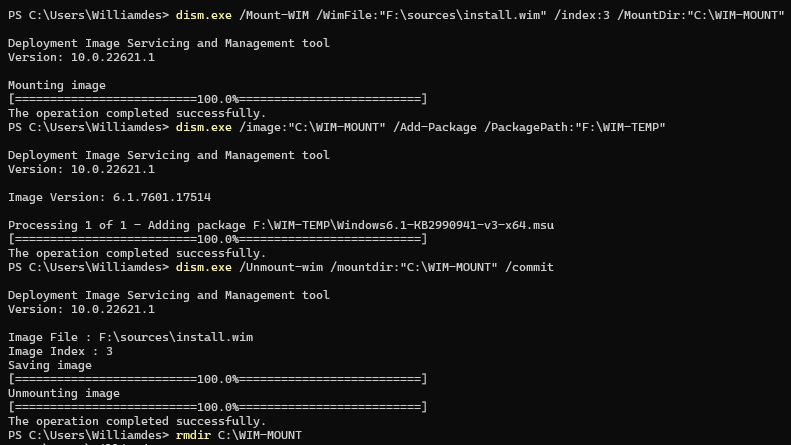 PS C:\Users\Williamdes> dism.exe /Mount-WIM /WimFile:"F:\sources\install.wim" /index:3 /MountDir:"C:\WIM-MOUNT"
Deployment Image Servicing and Management tool
Version: 10.0.22621.1
Mounting image
[==========================100.0%==========================]
The operation completed successfully.
PS C:\Users\Williamdes> dism.exe /image:"C:\WIM-MOUNT" /Add-Package /PackagePath:"F:\WIM-TEMP"
Deployment Image Servicing and Management tool
Version: 10.0.22621.1
Image Version: 6.1.7601.17514
Processing 1 of 1 - Adding package F:\WIM-TEMP\Windows6.1-KB2990941-v3-x64.msu
[==========================100.0%==========================]
The operation completed successfully.
PS C:\Users\Williamdes> dism.exe /Unmount-wim /mountdir:"C:\WIM-MOUNT" /commit
Deployment Image Servicing and Management tool
Version: 10.0.22621.1
Image File : F:\sources\install.wim
Image Index : 3
Saving image
[==========================100.0%==========================]
Unmounting image
[==========================100.0%==========================]
The operation completed successfully.
PS C:\Users\Williamdes> rmdir C:\WIM-MOUNT